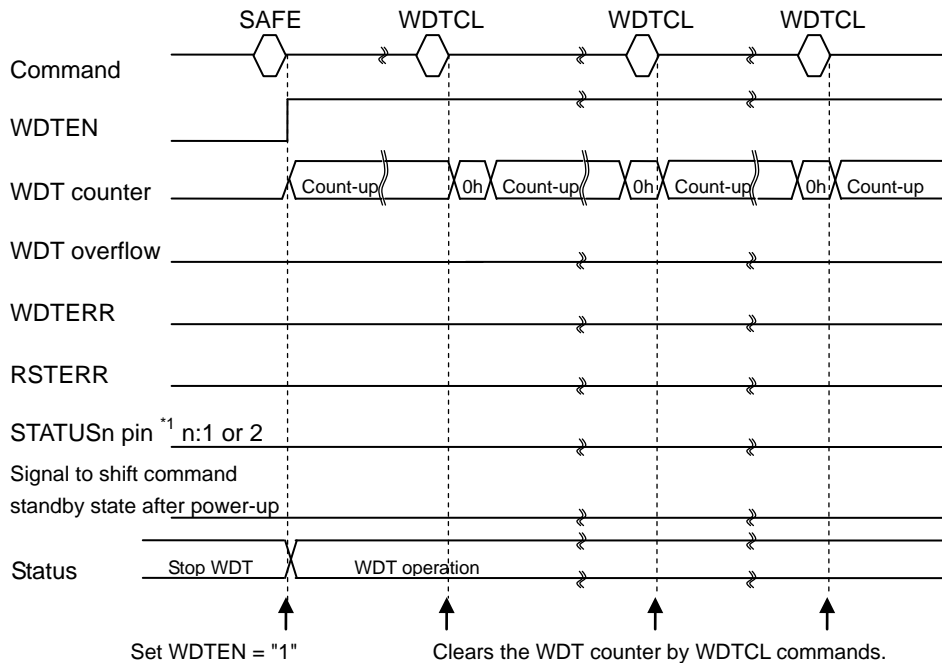 SAFE WDTCL WDTCL WDTCL
Command
WDTEN
WDT counter Count-up 0h Count-up 0h Count-up 0h Count-up
WDT overflow
WDTERR
RSTERR
STATUSn pin *1 n:1 or 2
Signal to shift command
standby state after power-up
Status Stop WDT WDT operation
Set WDTEN = "1" Clears the WDT counter by WDTCL commands.